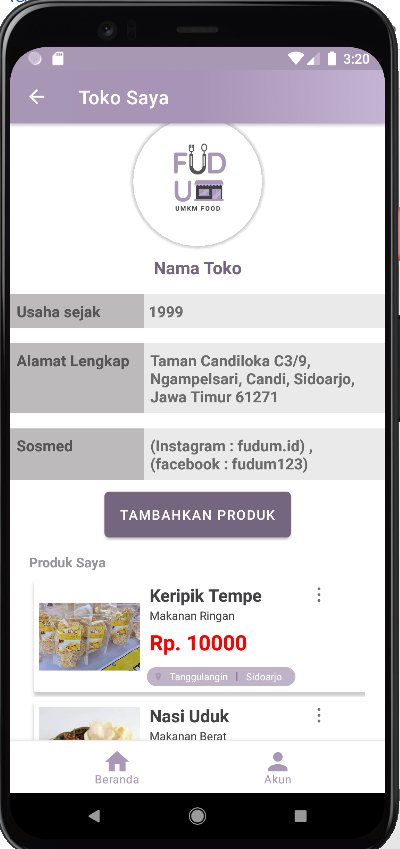 3:20
Toko Saya
FUD
U
UMKM FOOD
Nama Toko
Usaha sejak 1999
Alamat Lengkap Taman Candiloka C3/9,
Ngampelsari, Candi, Sidoarjo,
Jawa Timur 61271
Sosmed (Instagram : fudum.id) ,
(facebook : fudum123)
TAMBAHKAN PRODUK
Produk Saya
Keripik Tempe
Makanan Ringan
Rp. 10000
Tanggulangin | Sidoarjo
Nasi Uduk
Makanan Berat
Beranda Akun